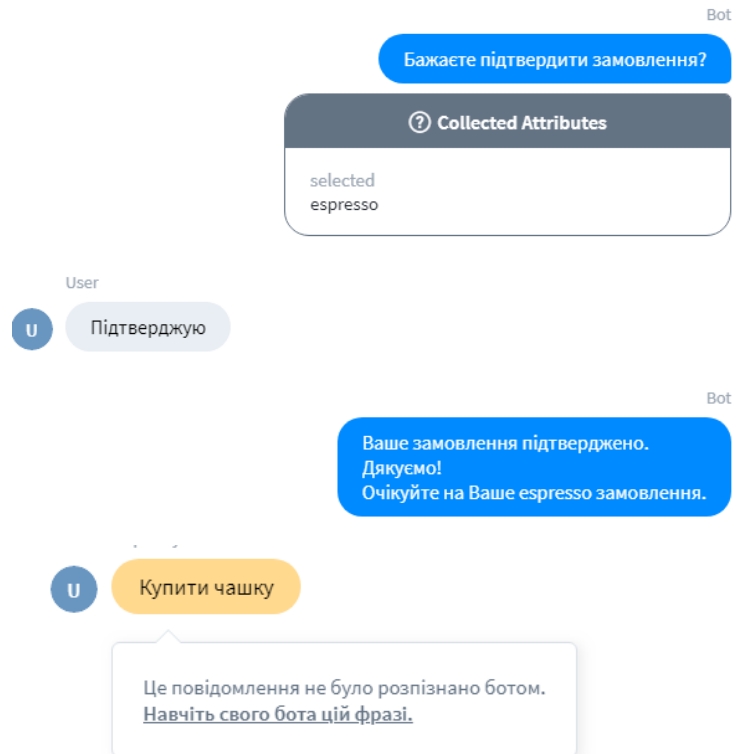 Bot
Бажаєте підтвердити замовлення?
Collected Attributes
selected
espresso
User
U
Підтверджую
Bot
Ваше замовлення підтверджено.
Дякуємо!
Очікуйте на Ваше espresso замовлення.
U
Купити чашку
Це повідомлення не було розпізнано ботом.
Навчіть свого бота цій фразі.